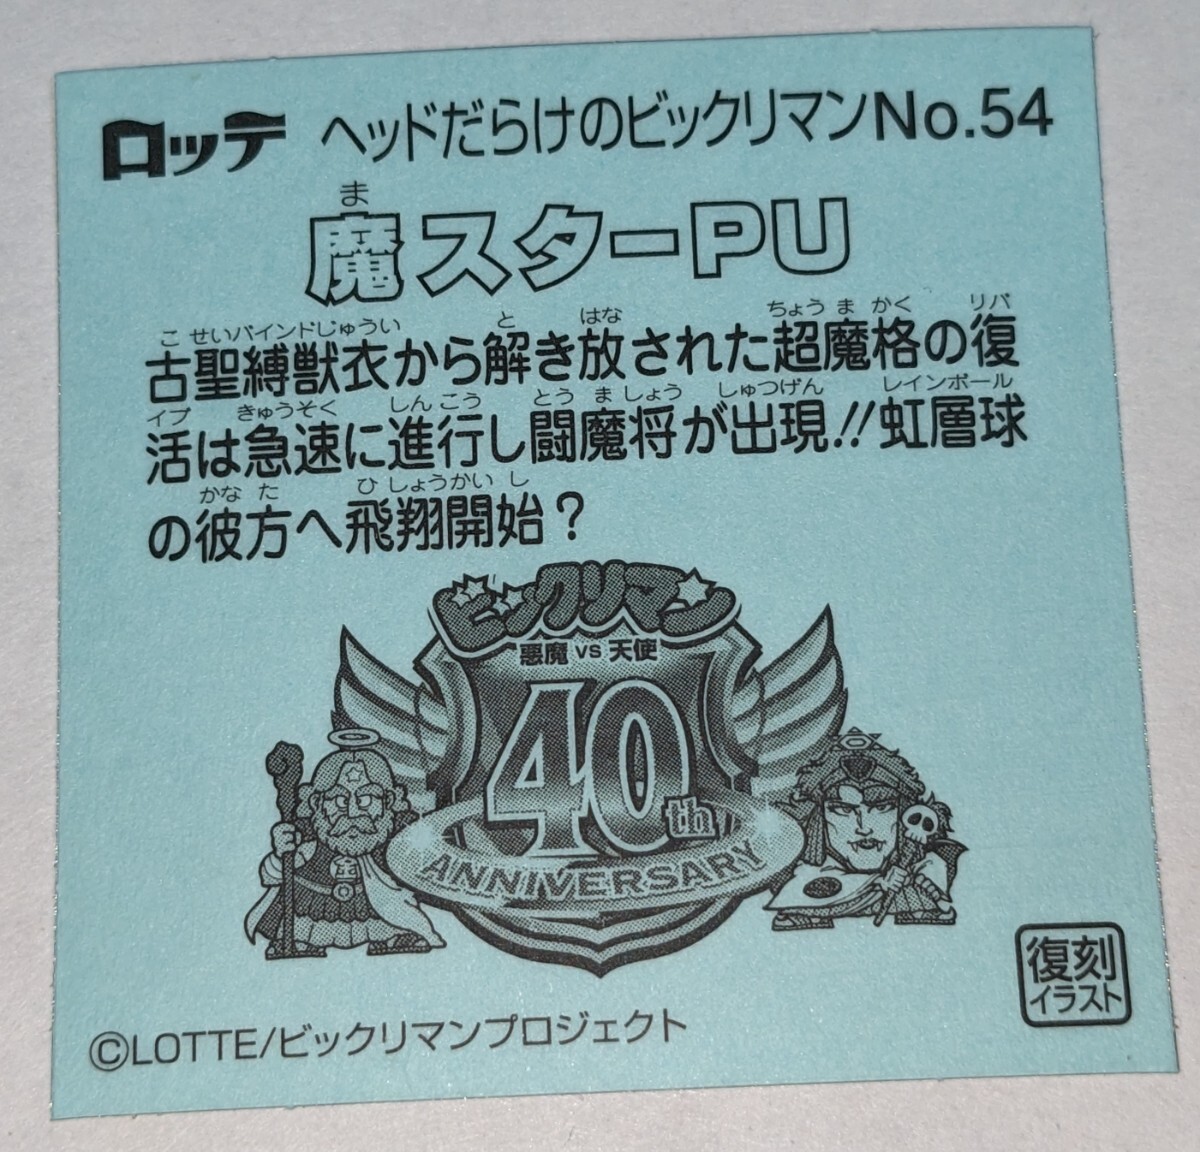 ロッテ ヘッドだらけのビックリマンNo.54
ま
魔スターPU
こ せいバインドじゅうい と はな ちょう ま かく リバ
古聖縛獣衣から解き放された超魔格の復
イブ きゅうそく しん こう とう ま しょう しゅつげん レインボール
活は急速に進行し闘魔将が出現!!虹層球
かな た ひ しょうかい し
の彼方へ飛翔開始?
ビックリマン
悪魔 VS 天使
40th
ANNIVERSARY
復刻
イラスト
©LOTTE/ビックリマンプロジェクト